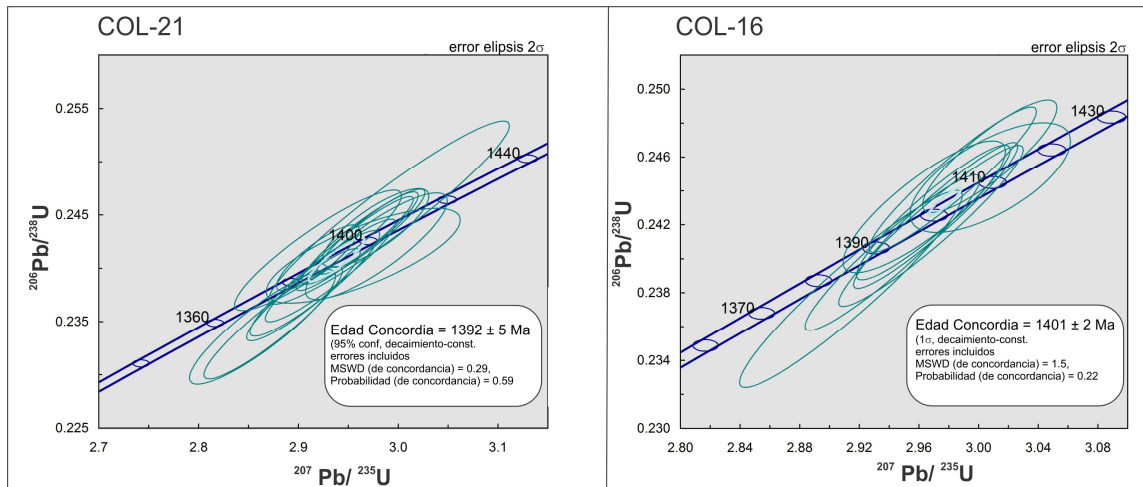 COL-21
error elipsis 2σ
0.255
0.245
0.235
0.225
²⁰⁶Pb/²³⁸U
1440
1400
1360
Edad Concordia = 1392 ± 5 Ma
(95% conf, decaimiento-const.
errores incluidos
MSWD (de concordancia) = 0.29,
Probabilidad (de concordancia) = 0.59
2.7 2.8 2.9 3.0 3.1
²⁰⁷ Pb/ ²³⁵U
COL-16
error elipsis 2σ
0.250
0.246
0.242
0.238
0.234
0.230
²⁰⁶Pb/²³⁸U
1430
1410
1390
1370
Edad Concordia = 1401 ± 2 Ma
(1σ, decaimiento-const.
errores incluidos
MSWD (de concordancia) = 1.5,
Probabilidad (de concordancia) = 0.22
2.80 2.84 2.88 2.92 2.96 3.00 3.04 3.08
²⁰⁷ Pb/ ²³⁵U